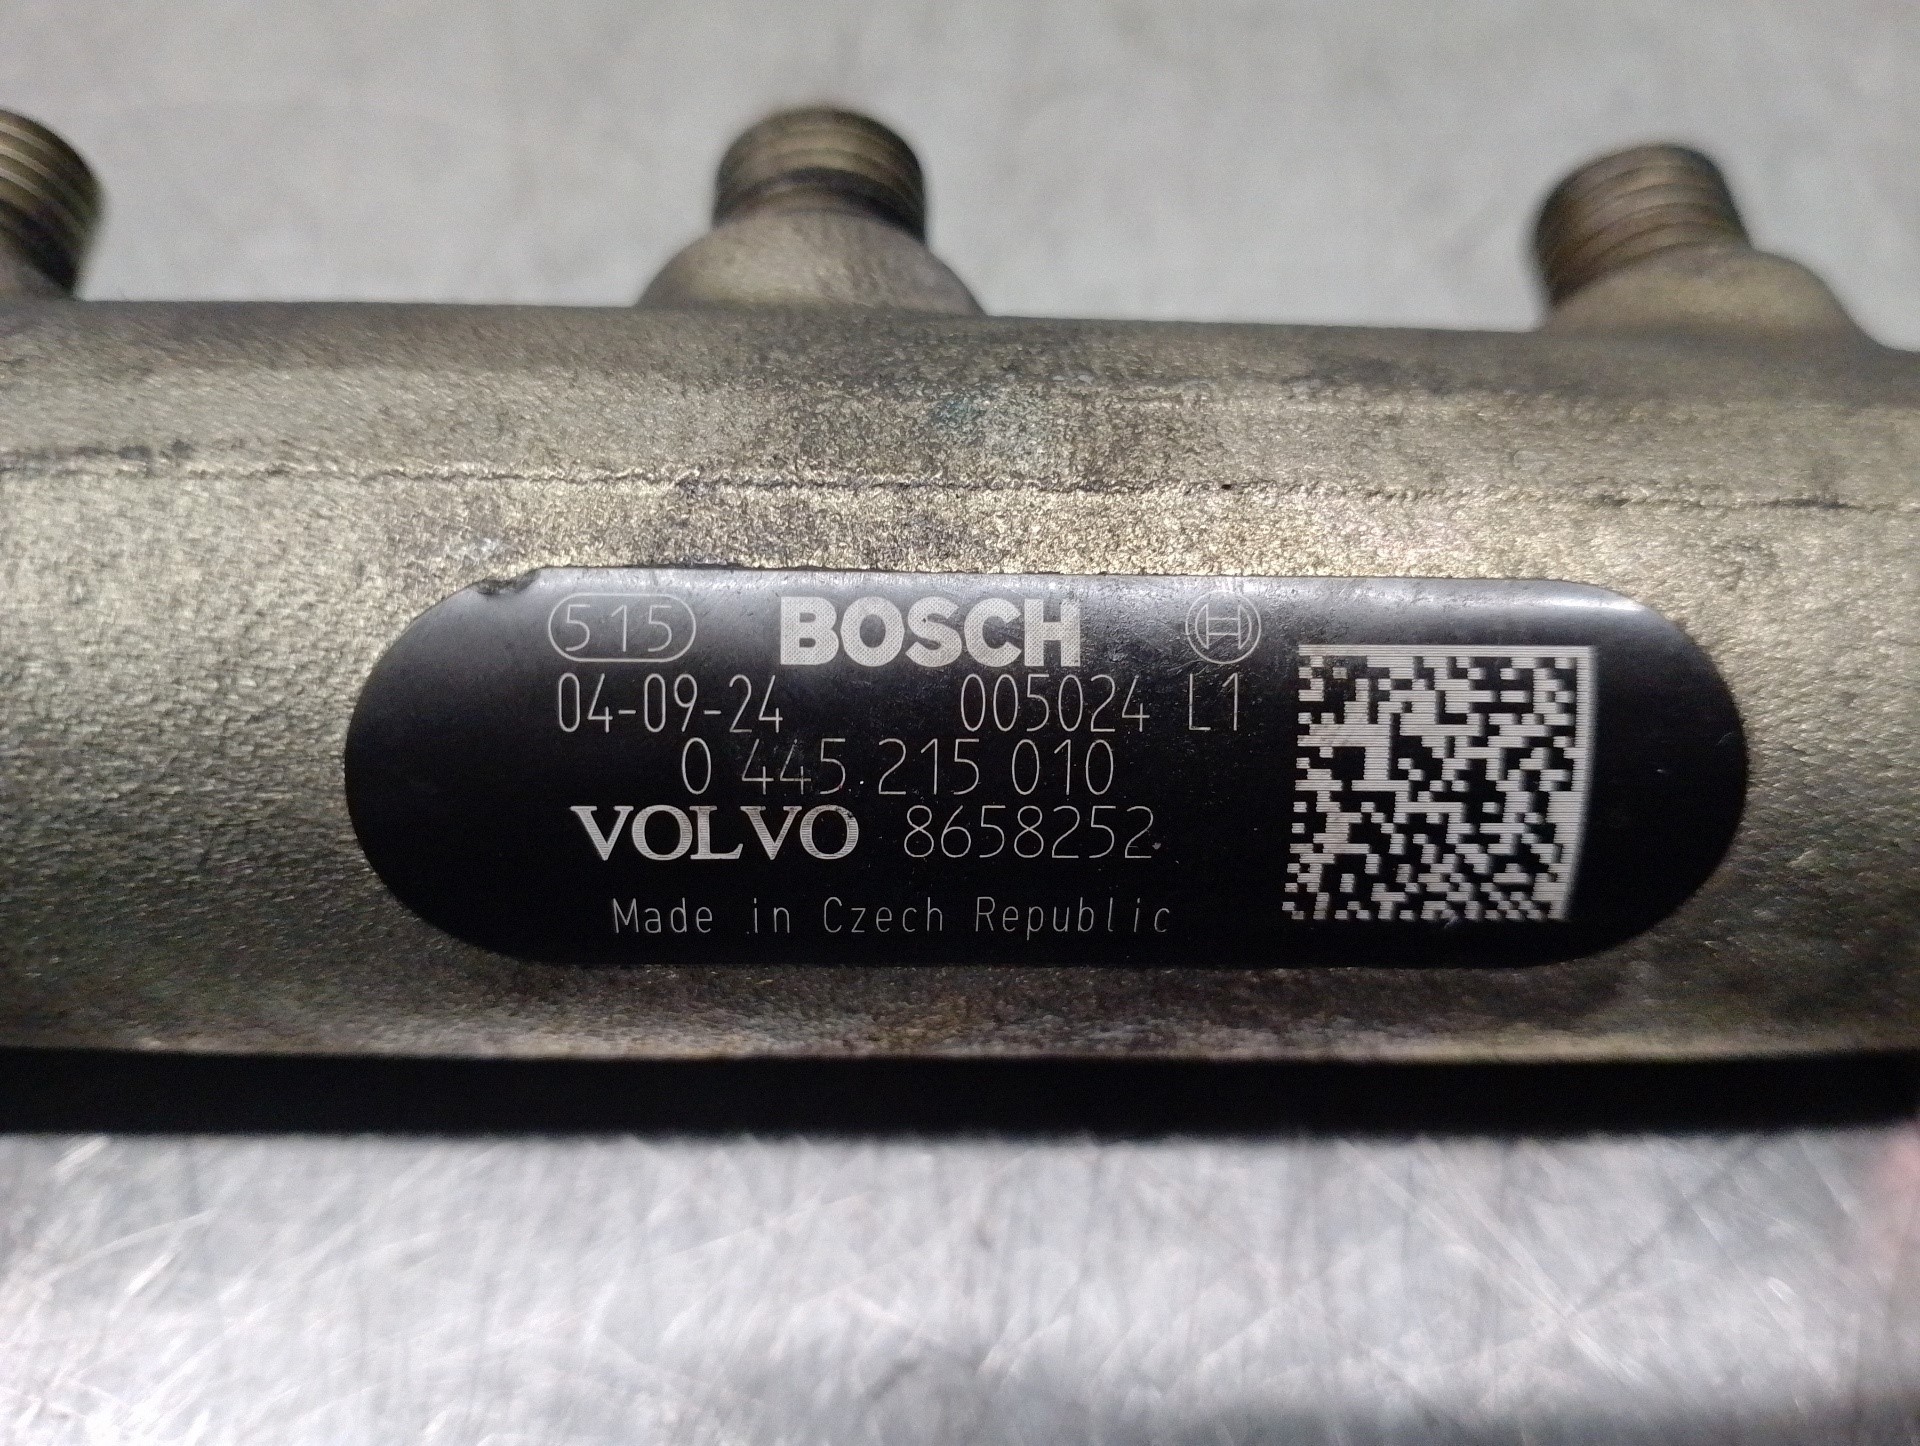 515 BOSCH
04-09-24 005024 L1
0 445 215 010
VOLVO 8658252
Made in Czech Republic